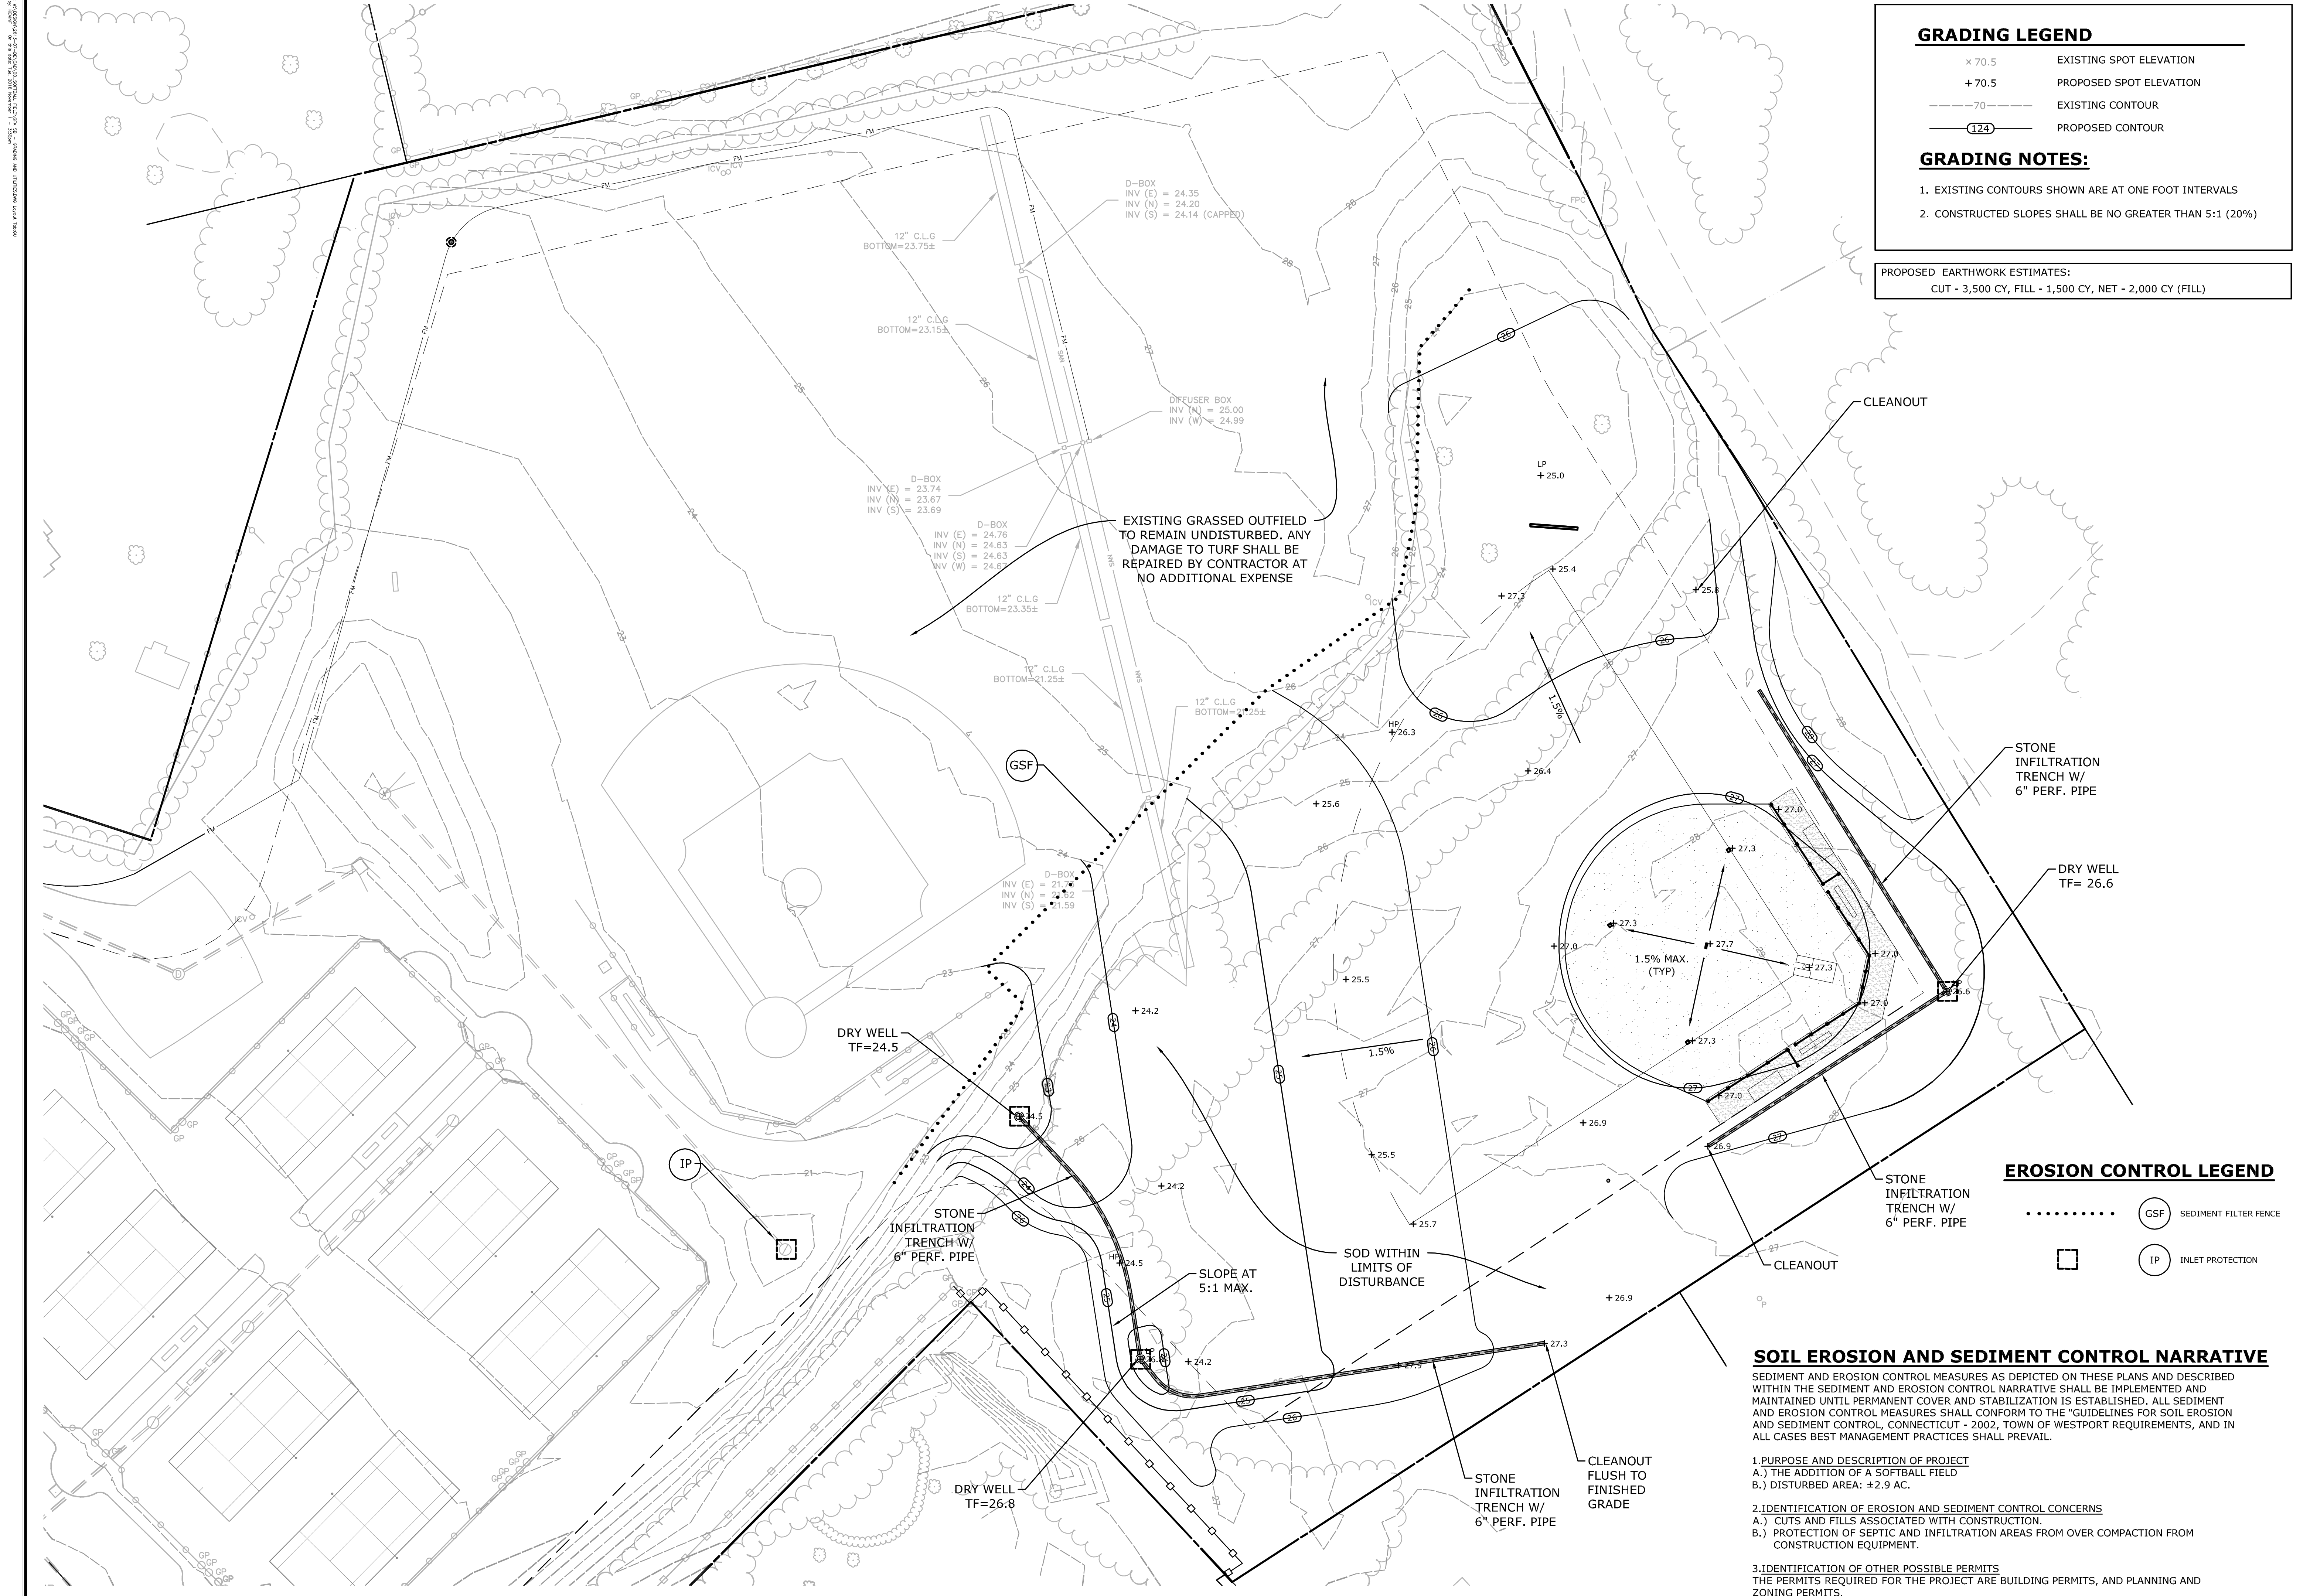 GRADING LEGEND
× 70.5 EXISTING SPOT ELEVATION
+ 70.5 PROPOSED SPOT ELEVATION
70 EXISTING CONTOUR
124 PROPOSED CONTOUR
GRADING NOTES:
1. EXISTING CONTOURS SHOWN ARE AT ONE FOOT INTERVALS
2. CONSTRUCTED SLOPES SHALL BE NO GREATER THAN 5:1 (20%)
PROPOSED EARTHWORK ESTIMATES:
CUT - 3,500 CY, FILL - 1,500 CY, NET - 2,000 CY (FILL)
D-BOX
INV (E) = 24.35
INV (N) = 24.20
INV (S) = 24.14 (CAPPED)
12" C.L.G
BOTTOM=23.75±
12" C.L.G
BOTTOM=23.15±
DIFFUSER BOX
INV (N) = 25.00
INV (W) = 24.99
D-BOX
INV (E) = 23.74
INV (N) = 23.67
INV (S) = 23.69
D-BOX
INV (E) = 24.76
INV (N) = 24.63
INV (S) = 24.63
INV (W) = 24.67
12" C.L.G
BOTTOM=23.35±
12" C.L.G
BOTTOM=21.25±
12" C.L.G
BOTTOM=21.25±
D-BOX
INV (N) = 21.62
INV (S) = 21.59
EXISTING GRASSED OUTFIELD
TO REMAIN UNDISTURBED. ANY
DAMAGE TO TURF SHALL BE
REPAIRED BY CONTRACTOR AT
NO ADDITIONAL EXPENSE
CLEANOUT
LP
+ 25.0
+ 25.4
+ 27.3
+ 25.8
1.5%
HP
+ 26.3
+ 26.4
+ 25.6
GSF
STONE
INFILTRATION
TRENCH W/
6" PERF. PIPE
DRY WELL
TF= 26.6
27.0
27.3
27.3
27.7
27.0
27.3
27.0
27.0
27.3
27.0
26.6
26.9
1.5% MAX.
(TYP)
+ 25.5
+ 24.2
1.5%
DRY WELL
TF=24.5
24.5
+ 26.9
+ 25.5
+ 24.2
+ 25.7
IP
STONE
INFILTRATION
TRENCH W/
6" PERF. PIPE
HP
24.5
SLOPE AT
5:1 MAX.
SOD WITHIN
LIMITS OF
DISTURBANCE
STONE
INFILTRATION
TRENCH W/
6" PERF. PIPE
CLEANOUT
+ 26.9
27.3
+ 24.2
DRY WELL
TF=26.8
STONE
INFILTRATION
TRENCH W/
6" PERF. PIPE
CLEANOUT
FLUSH TO
FINISHED
GRADE
EROSION CONTROL LEGEND
GSF SEDIMENT FILTER FENCE
IP INLET PROTECTION
SOIL EROSION AND SEDIMENT CONTROL NARRATIVE
SEDIMENT AND EROSION CONTROL MEASURES AS DEPICTED ON THESE PLANS AND DESCRIBED
WITHIN THE SEDIMENT AND EROSION CONTROL NARRATIVE SHALL BE IMPLEMENTED AND
MAINTAINED UNTIL PERMANENT COVER AND STABILIZATION IS ESTABLISHED. ALL SEDIMENT
AND EROSION CONTROL MEASURES SHALL CONFORM TO THE "GUIDELINES FOR SOIL EROSION
AND SEDIMENT CONTROL, CONNECTICUT - 2002, TOWN OF WESTPORT REQUIREMENTS, AND IN
ALL CASES BEST MANAGEMENT PRACTICES SHALL PREVAIL.
1.PURPOSE AND DESCRIPTION OF PROJECT
A.) THE ADDITION OF A SOFTBALL FIELD
B.) DISTURBED AREA: ±2.9 AC.
2.IDENTIFICATION OF EROSION AND SEDIMENT CONTROL CONCERNS
A.) CUTS AND FILLS ASSOCIATED WITH CONSTRUCTION.
B.) PROTECTION OF SEPTIC AND INFILTRATION AREAS FROM OVER COMPACTION FROM
CONSTRUCTION EQUIPMENT.
3.IDENTIFICATION OF OTHER POSSIBLE PERMITS
THE PERMITS REQUIRED FOR THE PROJECT ARE BUILDING PERMITS, AND PLANNING AND
ZONING PERMITS.